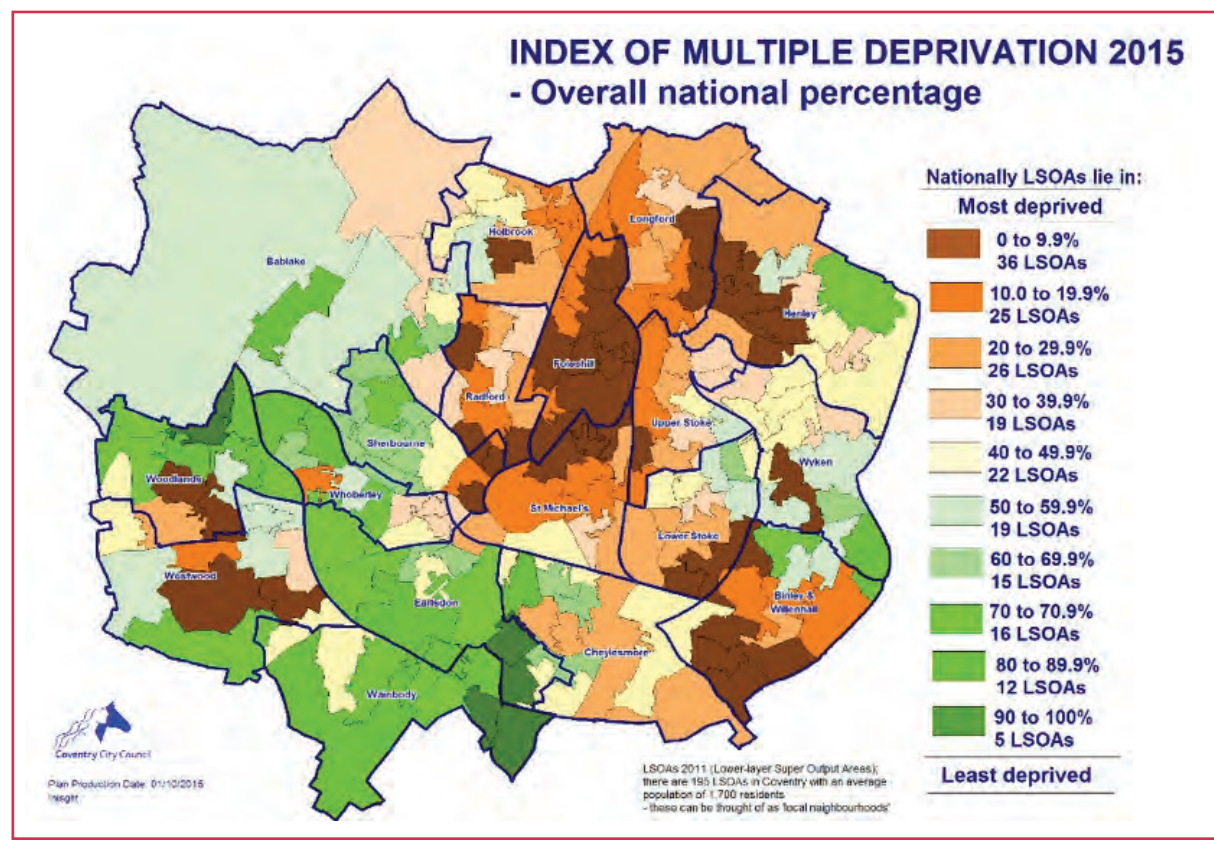 INDEX OF MULTIPLE DEPRIVATION 2015
- Overall national percentage
Nationally LSOAs lie in:
Most deprived
0 to 9.9%
36 LSOAs
10.0 to 19.9%
25 LSOAs
20 to 29.9%
26 LSOAs
30 to 39.9%
19 LSOAs
40 to 49.9%
22 LSOAs
50 to 59.9%
19 LSOAs
60 to 69.9%
15 LSOAs
70 to 70.9%
16 LSOAs
80 to 89.9%
12 LSOAs
90 to 100%
5 LSOAs
Least deprived
Longford
Holbrook
Bablake
Henley
Foleshill
Radford
Upper Stoke
Sherbourne
Wyken
Woodlands
Whoberley
St Michael's
Lower Stoke
Westwood
Earlsdon
Binley &
Willenhall
Cheylesmore
Wainbody
Coventry City Council
Plan Production Date: 01/10/2015
LSOAs 2011 (Lower-layer Super Output Areas);
there are 195 LSOAs in Coventry with an average
population of 1,700 residents
- these can be thought of as 'local neighbourhoods'